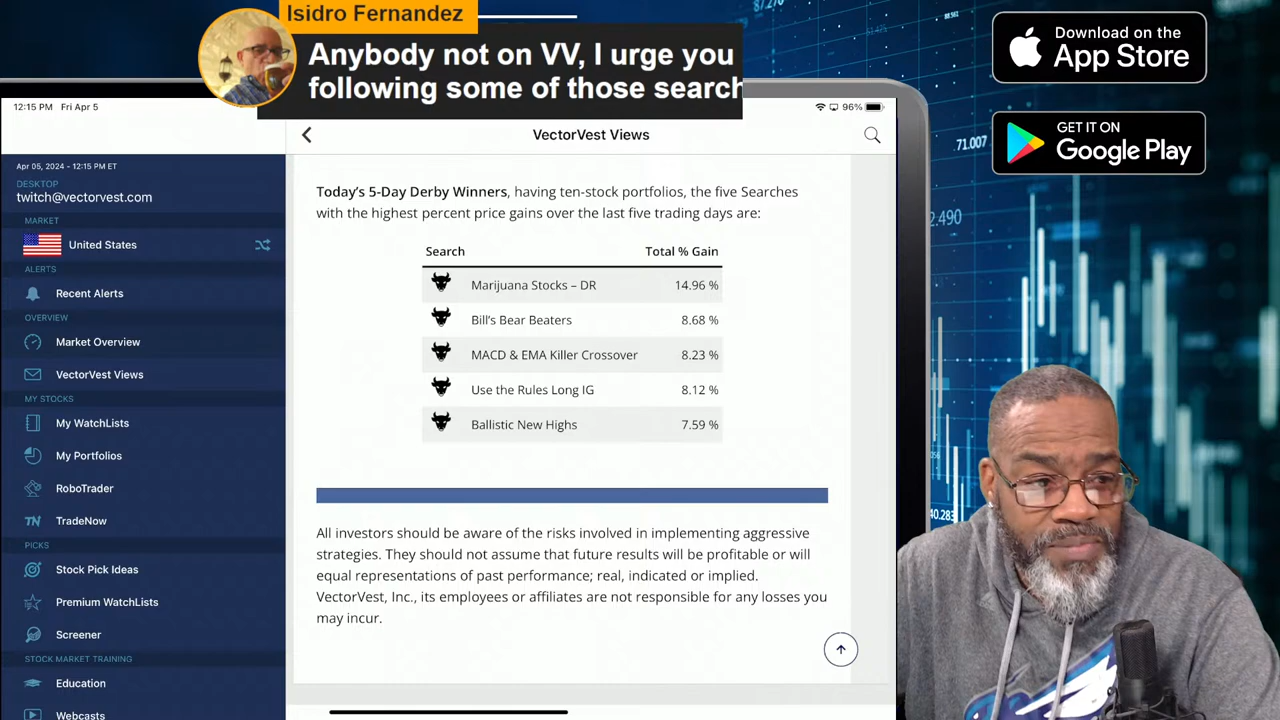 Isidro Fernandez
Anybody not on VV, I urge you
following some of those search
Download on the
App Store
GET IT ON
Google Play
71.007
2.490
40.283
12:15 PM Fri Apr 5
96%
Apr 05, 2024 - 12:15 PM ET
DESKTOP
twitch@vectorvest.com
MARKET
United States
ALERTS
Recent Alerts
OVERVIEW
Market Overview
VectorVest Views
MY STOCKS
My WatchLists
My Portfolios
RoboTrader
TN TradeNow
PICKS
Stock Pick Ideas
Premium WatchLists
Screener
STOCK MARKET TRAINING
Education
Webcasts
VectorVest Views
Today's 5-Day Derby Winners, having ten-stock portfolios, the five Searches
with the highest percent price gains over the last five trading days are:
Search Total % Gain
Marijuana Stocks – DR 14.96 %
Bill's Bear Beaters 8.68 %
MACD & EMA Killer Crossover 8.23 %
Use the Rules Long IG 8.12 %
Ballistic New Highs 7.59 %
All investors should be aware of the risks involved in implementing aggressive
strategies. They should not assume that future results will be profitable or will
equal representations of past performance; real, indicated or implied.
VectorVest, Inc., its employees or affiliates are not responsible for any losses you
may incur.